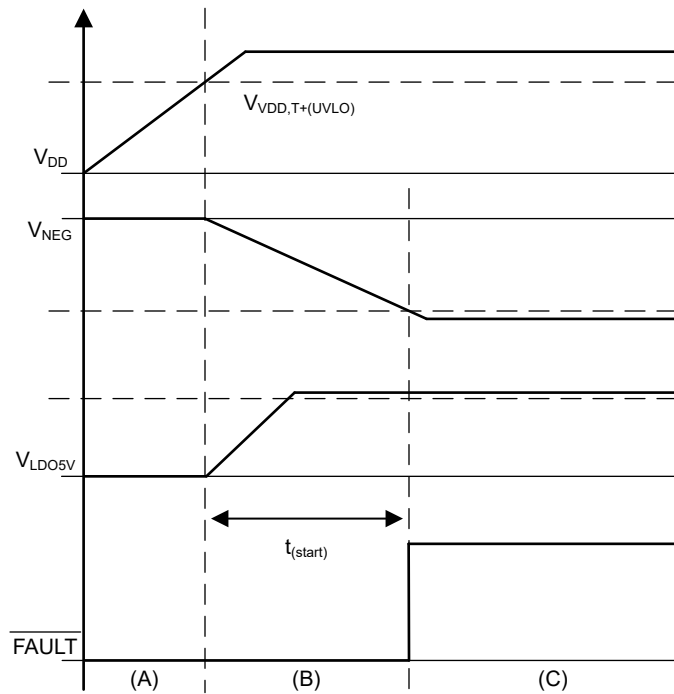 V_VDD,T+(UVLO)
V_DD
V_NEG
V_LDO5V
t_(start)
FAULT
(A) (B) (C)